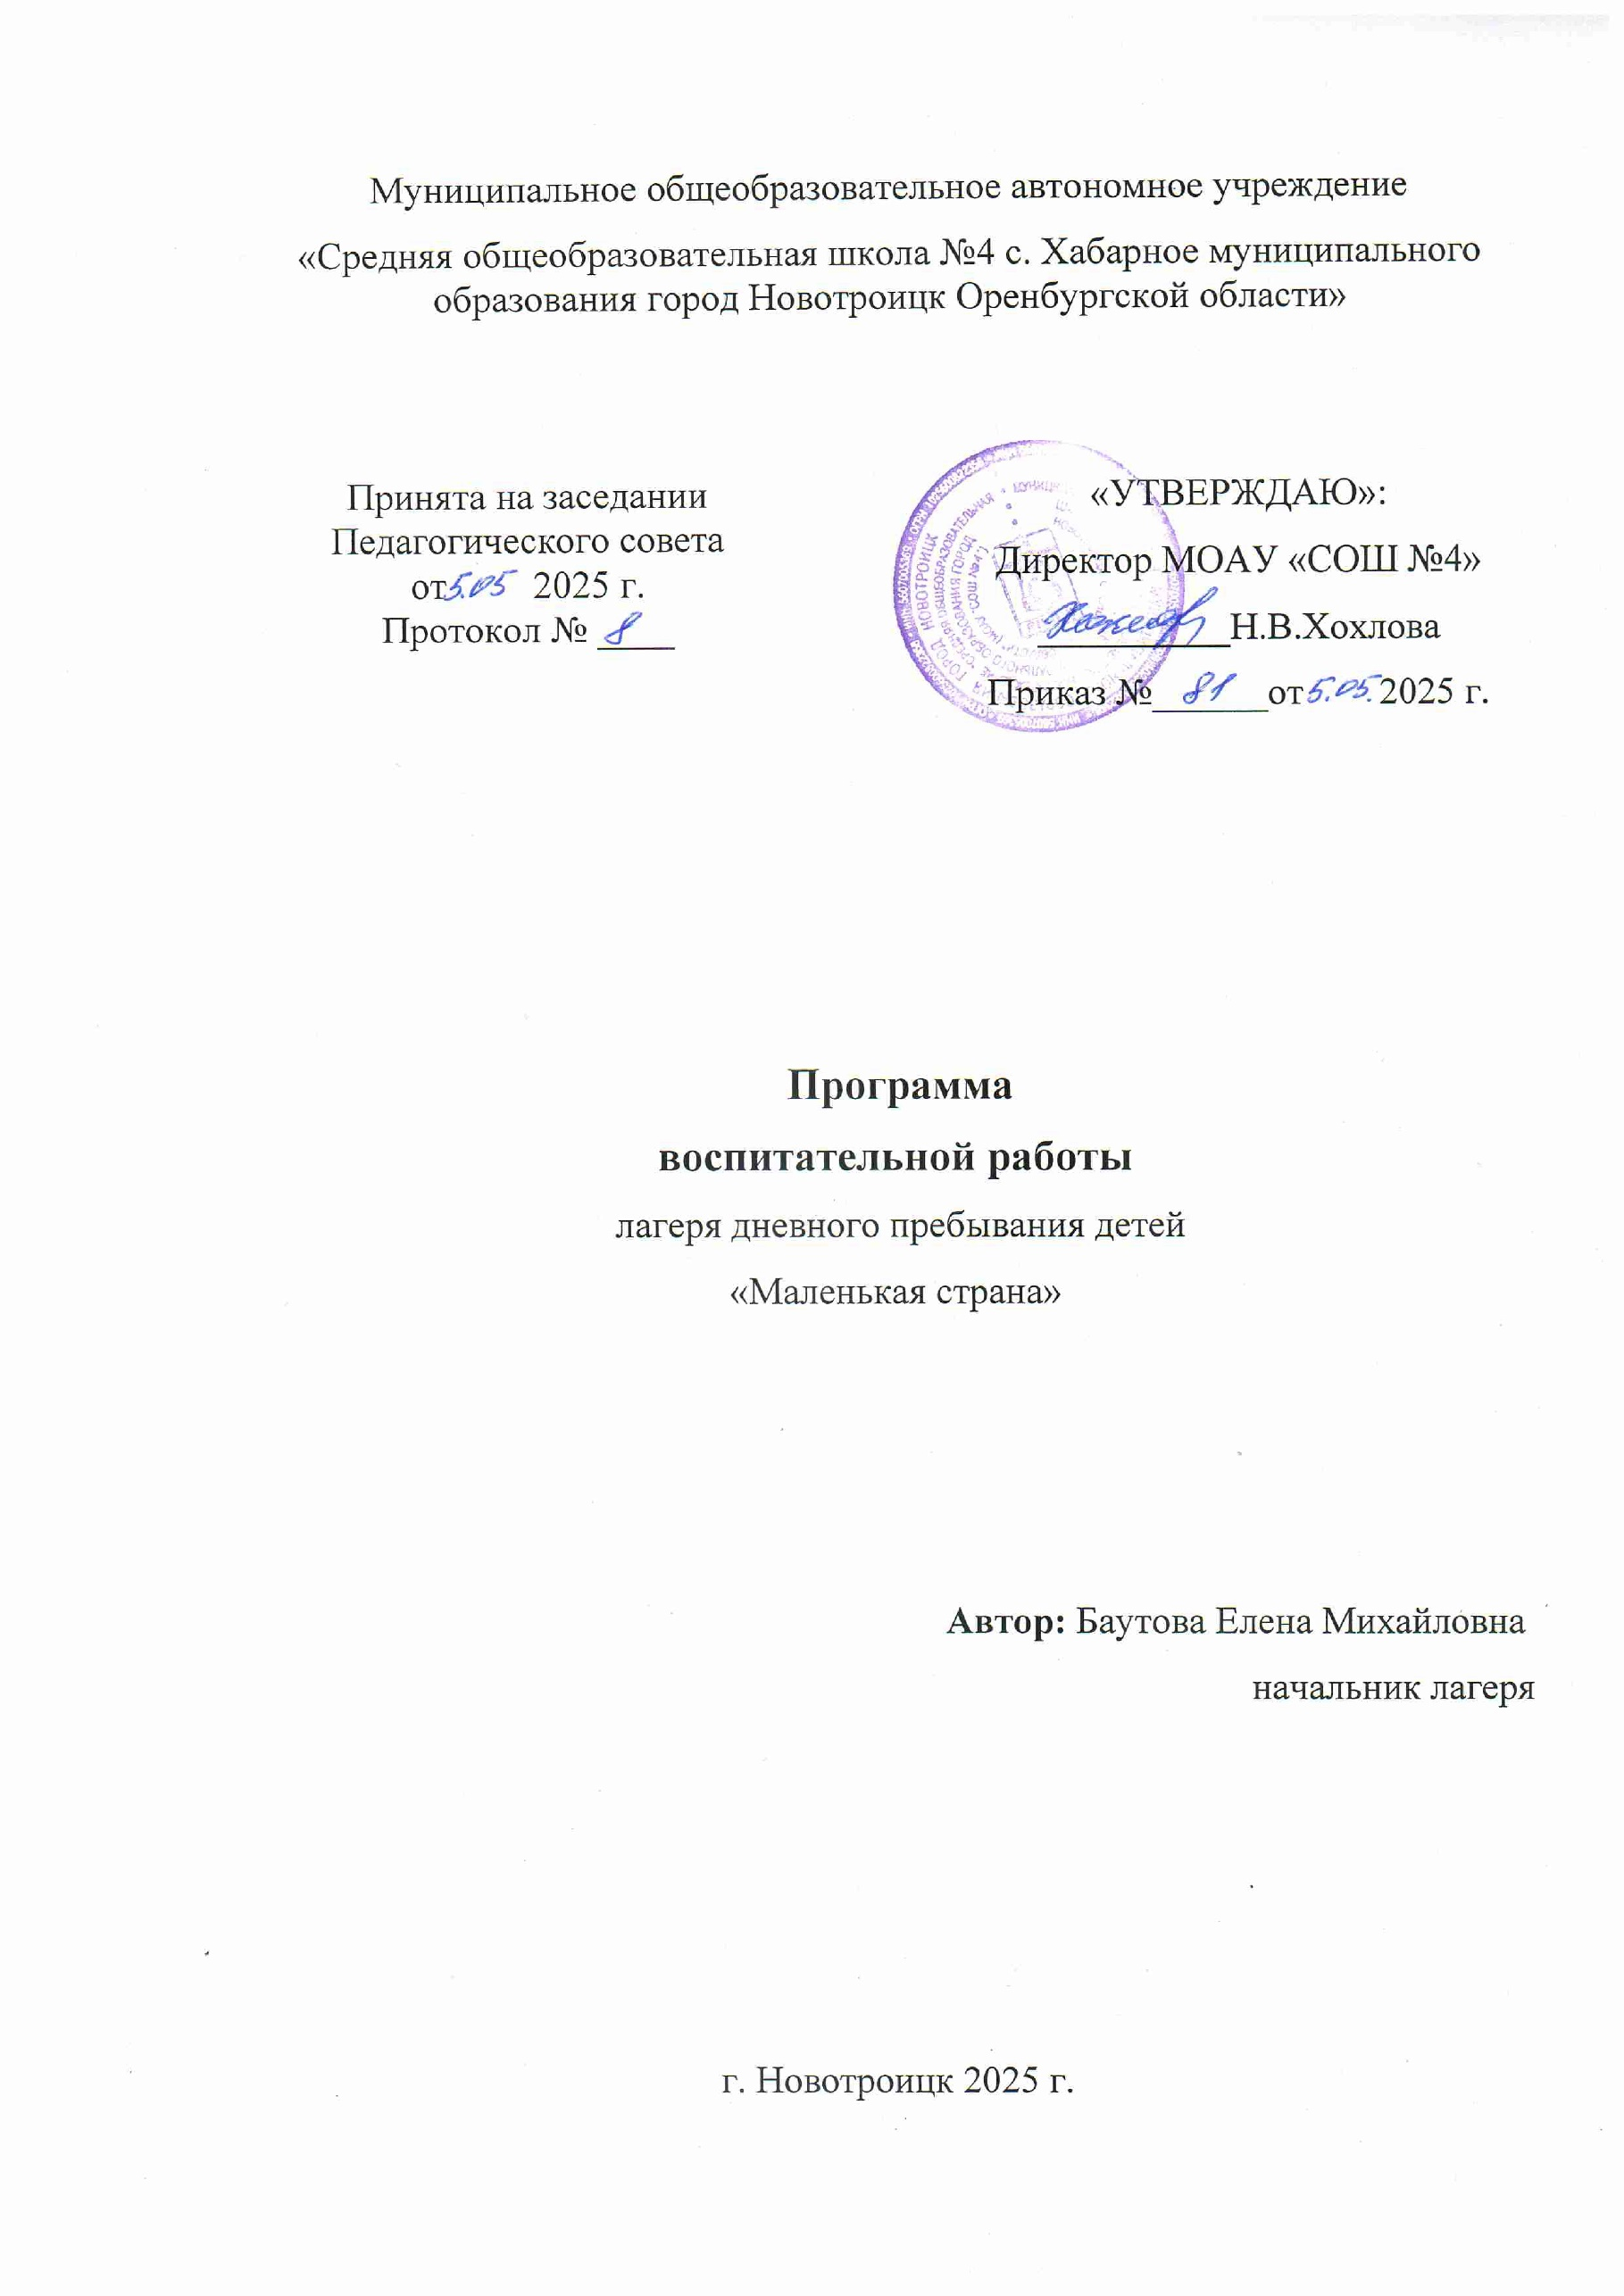 Муниципальное общеобразовательное автономное учреждение
«Средняя общеобразовательная школа №4 с. Хабарное муниципального
образования город Новотроицк Оренбургской области»
Принята на заседании
Педагогического совета
от 5.05 2025 г.
Протокол № 8
«УТВЕРЖДАЮ»:
Директор МОАУ «СОШ №4»
Н.В.Хохлова
Приказ № 81 от 5.05. 2025 г.
Программа
воспитательной работы
лагеря дневного пребывания детей
«Маленькая страна»
Автор: Баутова Елена Михайловна
начальник лагеря
г. Новотроицк 2025 г.